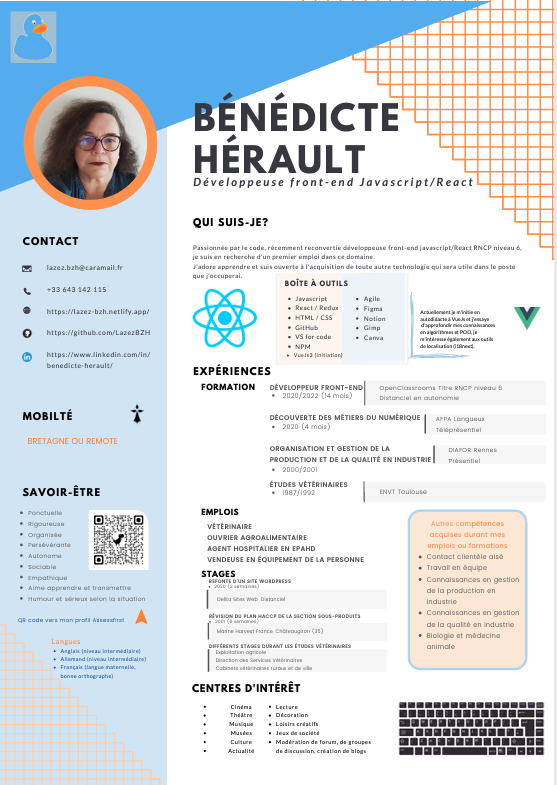 BÉNÉDICTE
HÉRAULT
Développeuse front-end Javascript/React
CONTACT
lazez.bzh@caramail.fr
+33 643 142 115
https://lazez-bzh.netlify.app/
https://github.com/LazezBZH
https://www.linkedin.com/in/
benedicte-herault/
MOBILTÉ
BRETAGNE OU REMOTE
SAVOIR-ÊTRE
Ponctuelle
Rigoureuse
Organisée
Persévérante
Autonome
Sociable
Empathique
Aime apprendre et transmettre
Humour et sérieux selon la situation
QR code vers mon profil Assessfirst
Langues
Anglais (niveau intermédiaire)
Allemand (niveau intermédiaire)
Français (langue maternelle,
bonne orthographe)
QUI SUIS-JE?
Passionnée par le code, récemment reconvertie développeuse front-end javascript/React RNCP niveau 6,
je suis en recherche d'un premier emploi dans ce domaine.
J'adore apprendre et suis ouverte à l'acquisition de toute autre technologie qui sera utile dans le poste
que j'occuperai.
BOÎTE À OUTILS
Javascript
React / Redux
HTML / CSS
GitHub
VS for code
NPM
VueJs3 (initiation)
Agile
Figma
Notion
Gimp
Canva
Actuellement je m'initie en
autodidacte à VueJs et j'essaye
d'approfondir mes connaissances
en algorithmes et POO, je
m'intéresse également aux outils
de localisation (i18next).
EXPÉRIENCES
FORMATION
DÉVELOPPEUR FRONT-END
2020/2022 (14 mois)
OpenClassrooms Titre RNCP niveau 6
Distanciel en autonomie
DÉCOUVERTE DES MÉTIERS DU NUMÉRIQUE
2020 (4 mois)
AFPA Langueux
Téléprésentiel
ORGANISATION ET GESTION DE LA
PRODUCTION ET DE LA QUALITÉ EN INDUSTRIE
2000/2001
DIAFOR Rennes
Présentiel
ÉTUDES VÉTÉRINAIRES
1987/1992
ENVT Toulouse
EMPLOIS
VÉTÉRINAIRE
OUVRIER AGROALIMENTAIRE
AGENT HOSPITALIER EN EPAHD
VENDEUSE EN ÉQUIPEMENT DE LA PERSONNE
STAGES
REFONTE D'UN SITE WORDPRESS
2020 (3 semaines)
Delita Sites Web Distanciel
RÉVISION DU PLAN HACCP DE LA SECTION SOUS-PRODUITS
Marine Harvest France, Châteaugiron (35)
DIFFÉRENTS STAGES DURANT LES ÉTUDES VÉTÉRINAIRES
Exploitation agricole
Direction des Services Vétérinaires
Cabinets vétérinaires ruraux et de ville
Autres compétences
acquises durant mes
emplois ou formations
Contact clientèle aisé
Travail en équipe
Connaissances en gestion
de la production en
industrie
Connaissances en gestion
de la qualité en industrie
Biologie et médecine
animale
CENTRES D'INTÉRÊT
Cinéma
Théâtre
Musique
Musées
Culture
Actualité
Lecture
Décoration
Loisirs créatifs
Jeux de société
Modération de forum, de groupes
de discussion, création de blogs